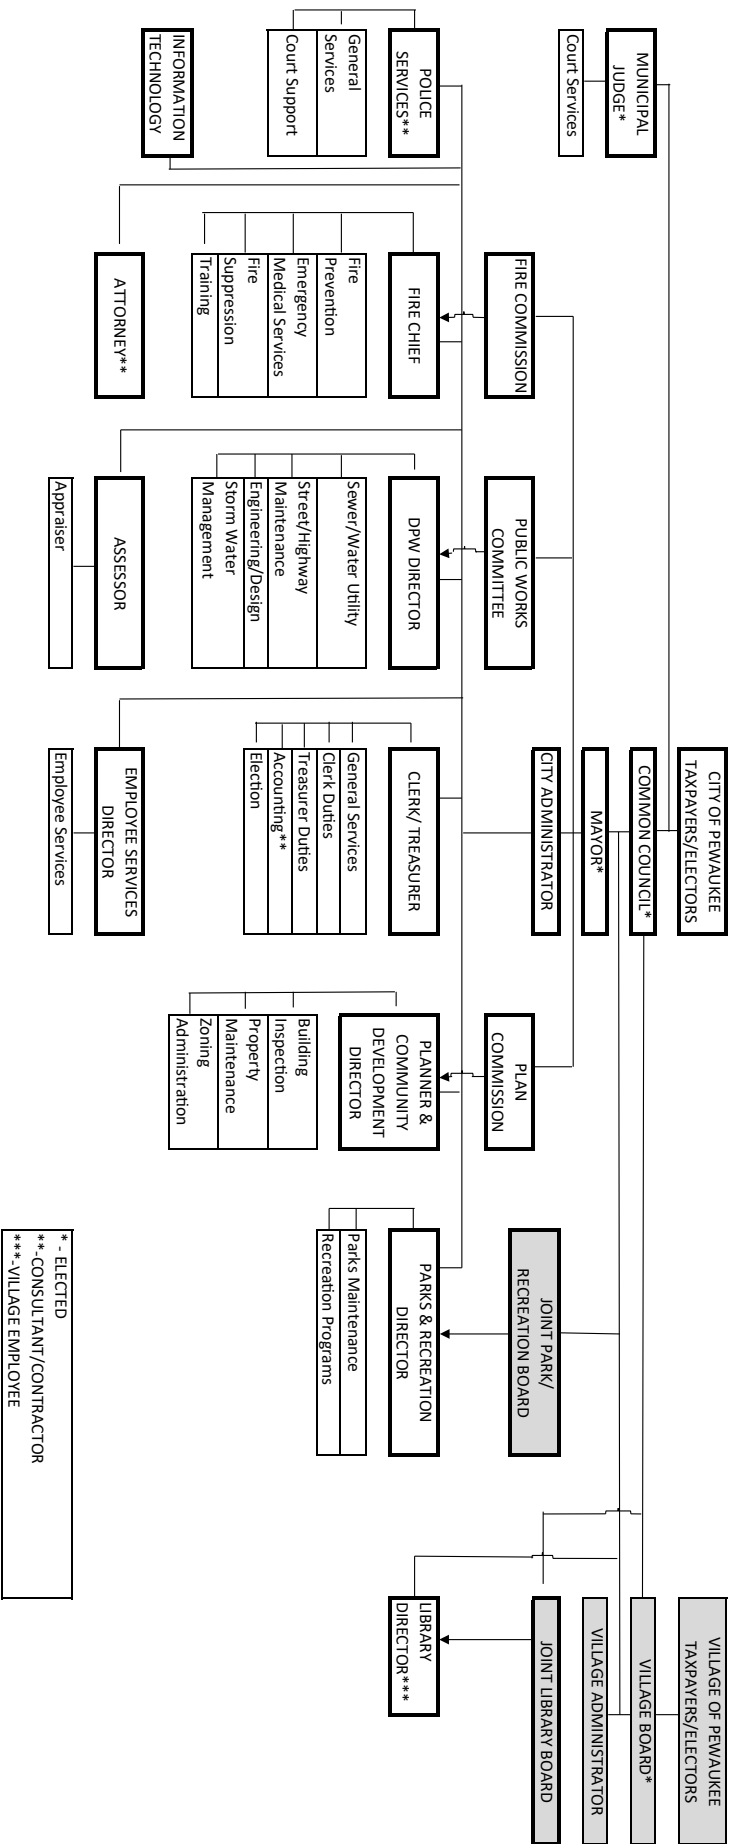 CITY OF PEWAUKEE
TAXPAYERS/ELECTORS
VILLAGE OF PEWAUKEE
TAXPAYERS/ELECTORS
MUNICIPAL
JUDGE*
Court Services
COMMON COUNCIL*
VILLAGE BOARD*
MAYOR*
VILLAGE ADMINISTRATOR
CITY ADMINISTRATOR
JOINT LIBRARY BOARD
FIRE COMMISSION
PUBLIC WORKS
COMMITTEE
PLAN
COMMISSION
JOINT PARK/
RECREATION BOARD
POLICE
SERVICES**
General
Services
Court Support
FIRE CHIEF
Fire
Prevention
Emergency
Medical Services
Fire
Suppression
Training
DPW DIRECTOR
Sewer/Water Utility
Street/Highway
Maintenance
Engineering/Design
Storm Water
Management
CLERK/ TREASURER
General Services
Clerk Duties
Treasurer Duties
Accounting**
Election
PLANNER &
COMMUNITY
DEVELOPMENT
DIRECTOR
Building
Inspection
Property
Maintenance
Zoning
Administration
PARKS & RECREATION
DIRECTOR
Parks Maintenance
Recreation Programs
LIBRARY
DIRECTOR***
INFORMATION
TECHNOLOGY
ATTORNEY**
ASSESSOR
Appraiser
EMPLOYEE SERVICES
DIRECTOR
Employee Services
* - ELECTED
**-CONSULTANT/CONTRACTOR
***-VILLAGE EMPLOYEE